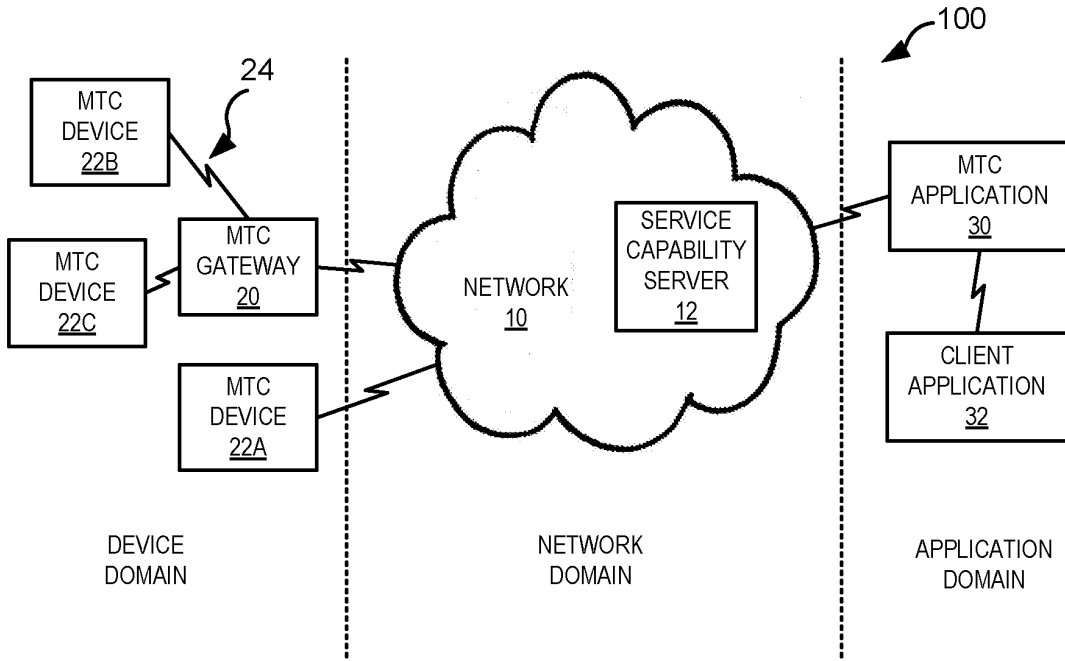 100
24
MTC
DEVICE
22B
MTC
GATEWAY
20
MTC
DEVICE
22C
MTC
DEVICE
22A
NETWORK
10
SERVICE
CAPABILITY
SERVER
12
MTC
APPLICATION
30
CLIENT
APPLICATION
32
DEVICE
DOMAIN
NETWORK
DOMAIN
APPLICATION
DOMAIN